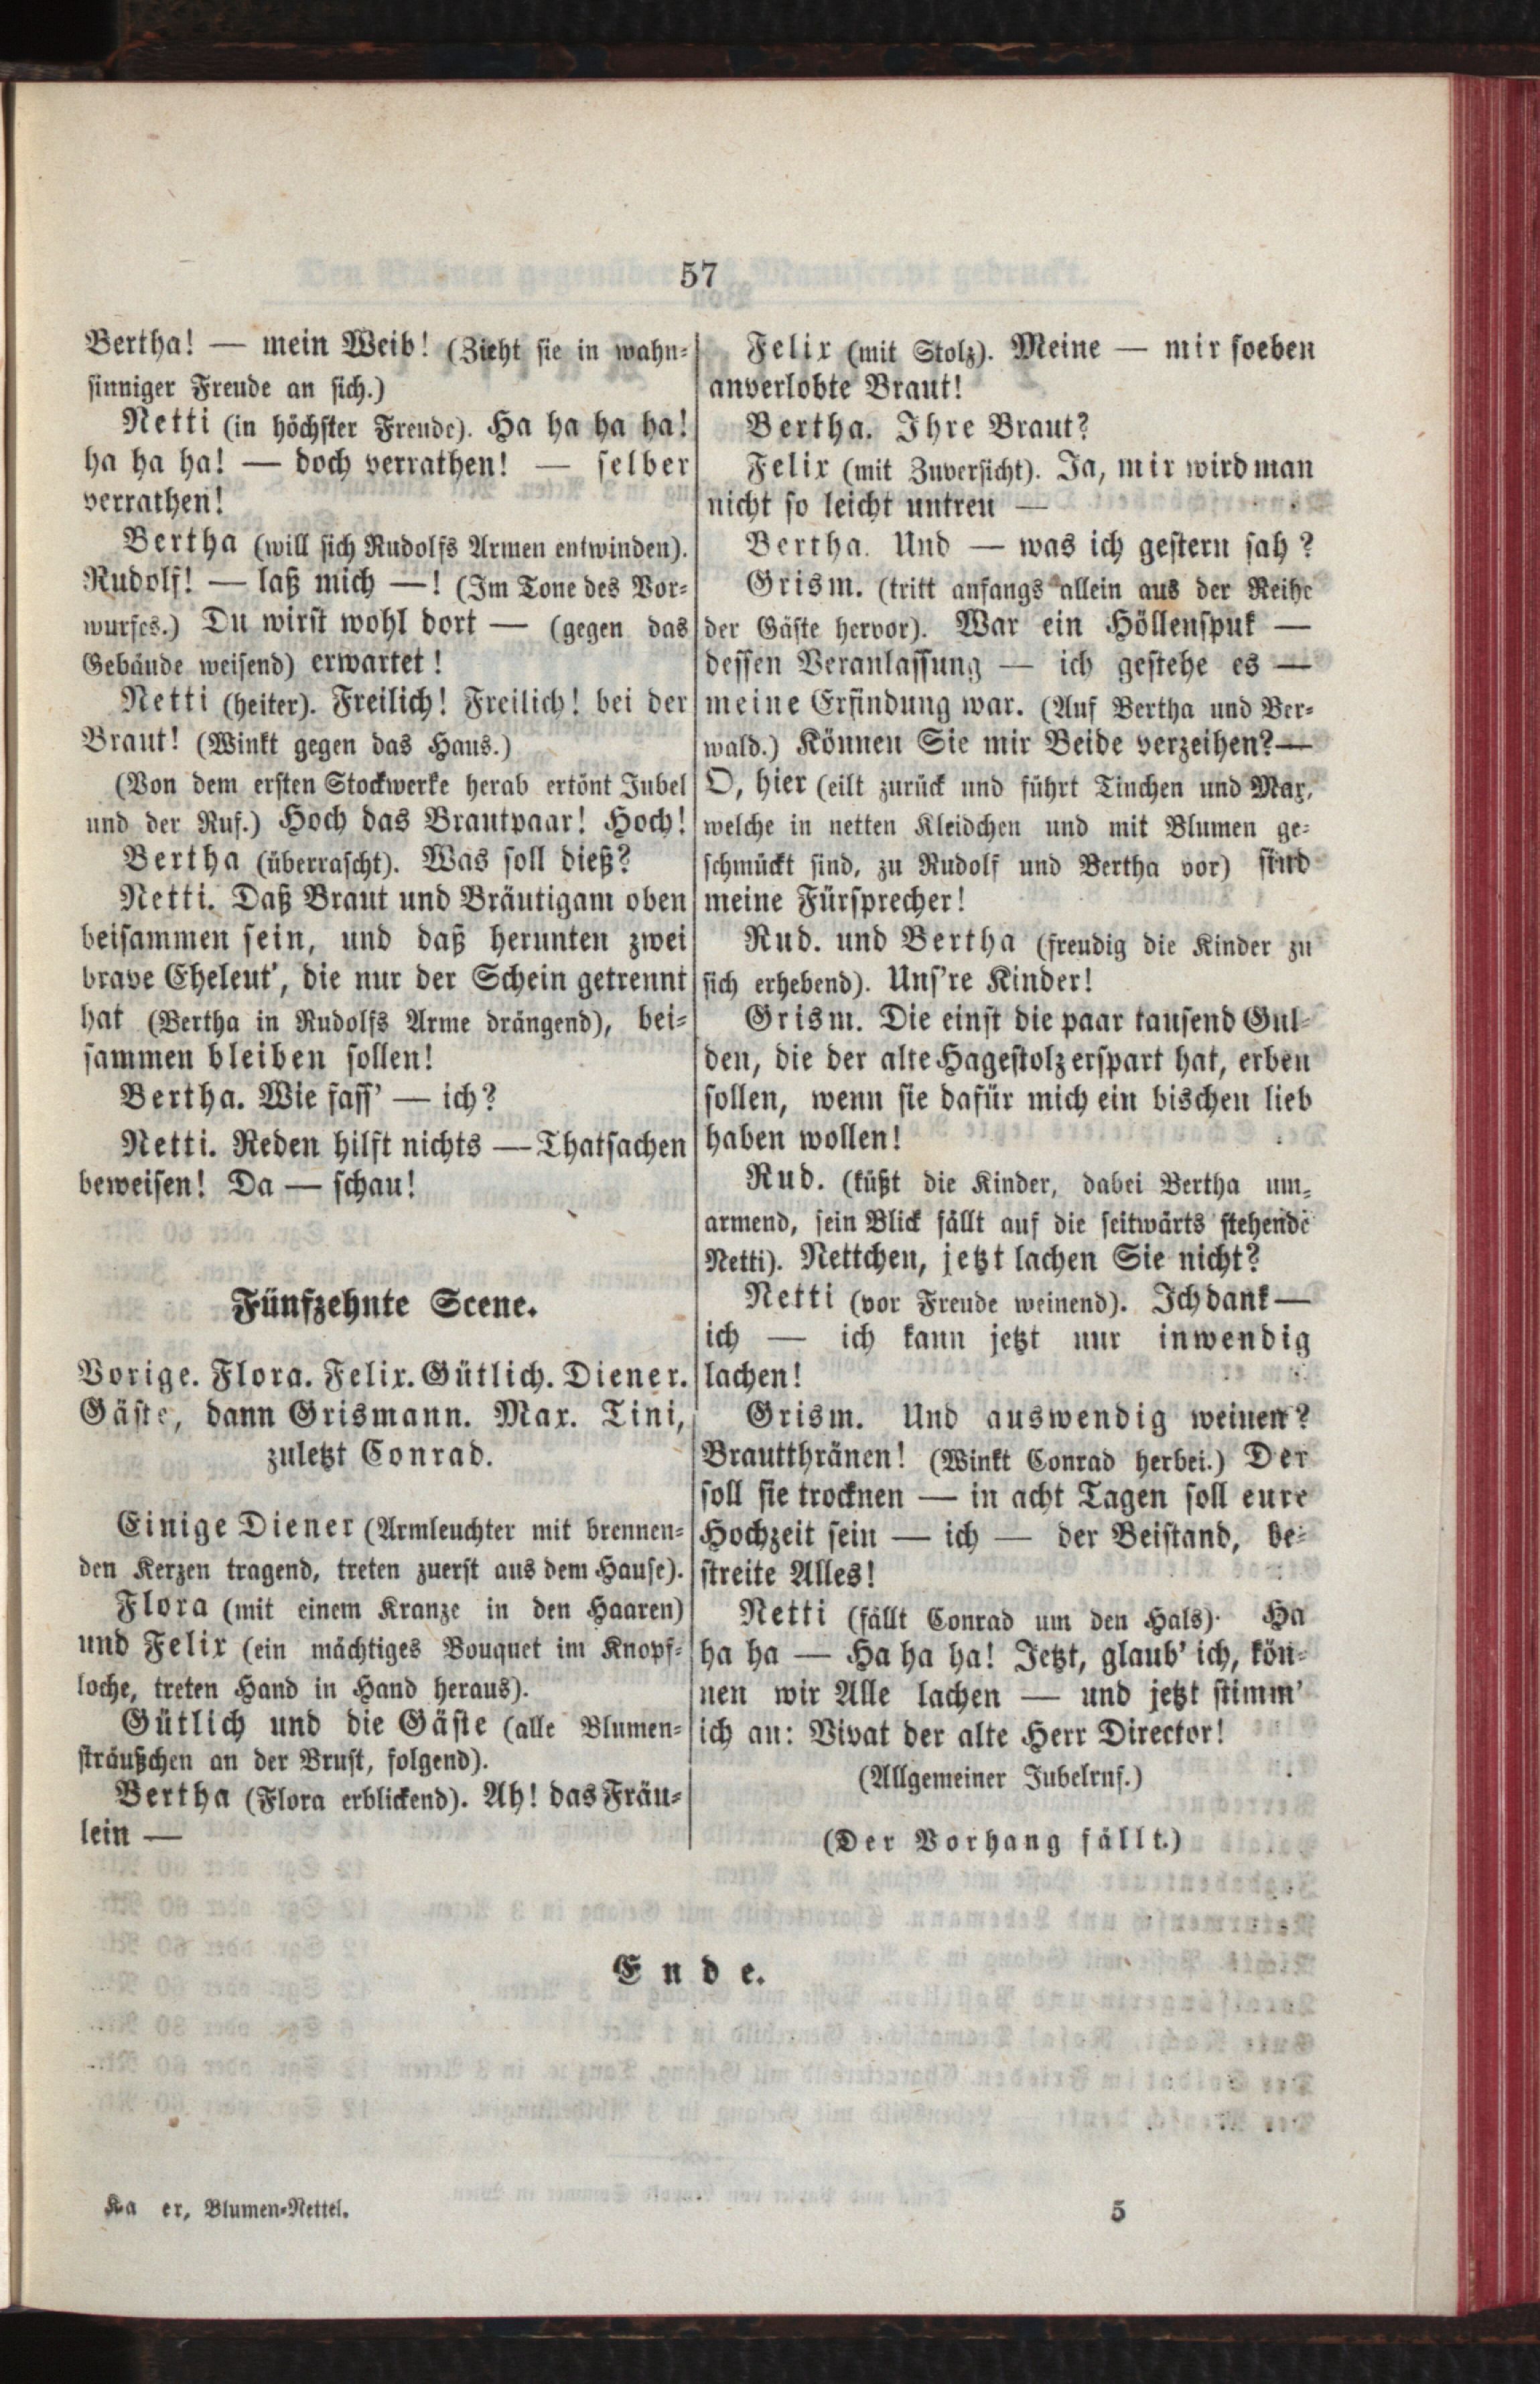 57
Bertha! — mein Weib! (Zieht sie in wahn-
sinniger Freude an sich.)
Netti (in höchster Freude). Ha ha ha ha!
ha ha ha! — doch verrathen! — selber
verrathen!
Bertha (will sich Rudolfs Armen entwinden).
Rudolf! — laß mich —! (Im Tone des Vor-
wurfes.) Du wirst wohl dort — (gegen das
Gebäude weisend) erwartet!
Netti (heiter). Freilich! Freilich! bei der
Braut! (Winkt gegen das Haus.)
(Von dem ersten Stockwerke herab ertönt Jubel
und der Ruf.) Hoch das Brautpaar! Hoch!
Bertha (überrascht). Was soll dieß?
Netti. Daß Braut und Bräutigam oben
beisammen sein, und daß herunten zwei
brave Eheleut', die nur der Schein getrennt
hat (Bertha in Rudolfs Arme drängend), bei-
sammen bleiben sollen!
Bertha. Wie fass' — ich?
Netti. Reden hilft nichts — Thatsachen
beweisen! Da — schau!
Fünfzehnte Scene.
Vorige. Flora. Felix. Gütlich. Diener.
Gäste, dann Grismann. Max. Tini,
zuletzt Conrad.
Einige Diener (Armleuchter mit brennen-
den Kerzen tragend, treten zuerst aus dem Hause).
Flora (mit einem Kranze in den Haaren)
und Felix (ein mächtiges Bouquet im Knopf-
loche, treten Hand in Hand heraus).
Gütlich und die Gäste (alle Blumen-
sträußchen an der Brust, folgend).
Bertha (Flora erblickend). Ah! das Fräu-
lein —
Felix (mit Stolz). Meine — mir soeben
anverlobte Braut!
Bertha. Ihre Braut?
Felix (mit Zuversicht). Ja, mir wird man
nicht so leicht untreu —
Bertha. Und — was ich gestern sah?
Grism. (tritt anfangs allein aus der Reihe
der Gäste hervor). War ein Höllenspuk —
dessen Veranlassung — ich gestehe es —
meine Erfindung war. (Auf Bertha und Ber-
wald.) Können Sie mir Beide verzeihen?—
O, hier (eilt zurück und führt Tinchen und Max,
welche in netten Kleidchen und mit Blumen ge-
schmückt sind, zu Rudolf und Bertha vor) sind
meine Fürsprecher!
Rud. und Bertha (freudig die Kinder zu
sich erhebend). Uns're Kinder!
Grism. Die einst die paar tausend Gul-
den, die der alte Hagestolz erspart hat, erben
sollen, wenn sie dafür mich ein bischen lieb
haben wollen!
Rud. (küßt die Kinder, dabei Bertha um-
armend, sein Blick fällt auf die seitwärts stehende
Netti). Nettchen, jetzt lachen Sie nicht?
Netti (vor Freude weinend). Ich dank —
ich — ich kann jetzt nur inwendig
lachen!
Grism. Und auswendig weinen?
Brautthränen! (Winkt Conrad herbei.) Der
soll sie trocknen — in acht Tagen soll eure
Hochzeit sein — ich — der Beistand, be-
streite Alles!
Netti (fällt Conrad um den Hals). Ha
ha ha — Ha ha ha! Jetzt, glaub' ich, kön-
nen wir Alle lachen — und jetzt stimm'
ich an: Vivat der alte Herr Director!
(Allgemeiner Jubelruf.)
(Der Vorhang fällt.)
Ende.
Ka er, Blumen-Nettel.
5